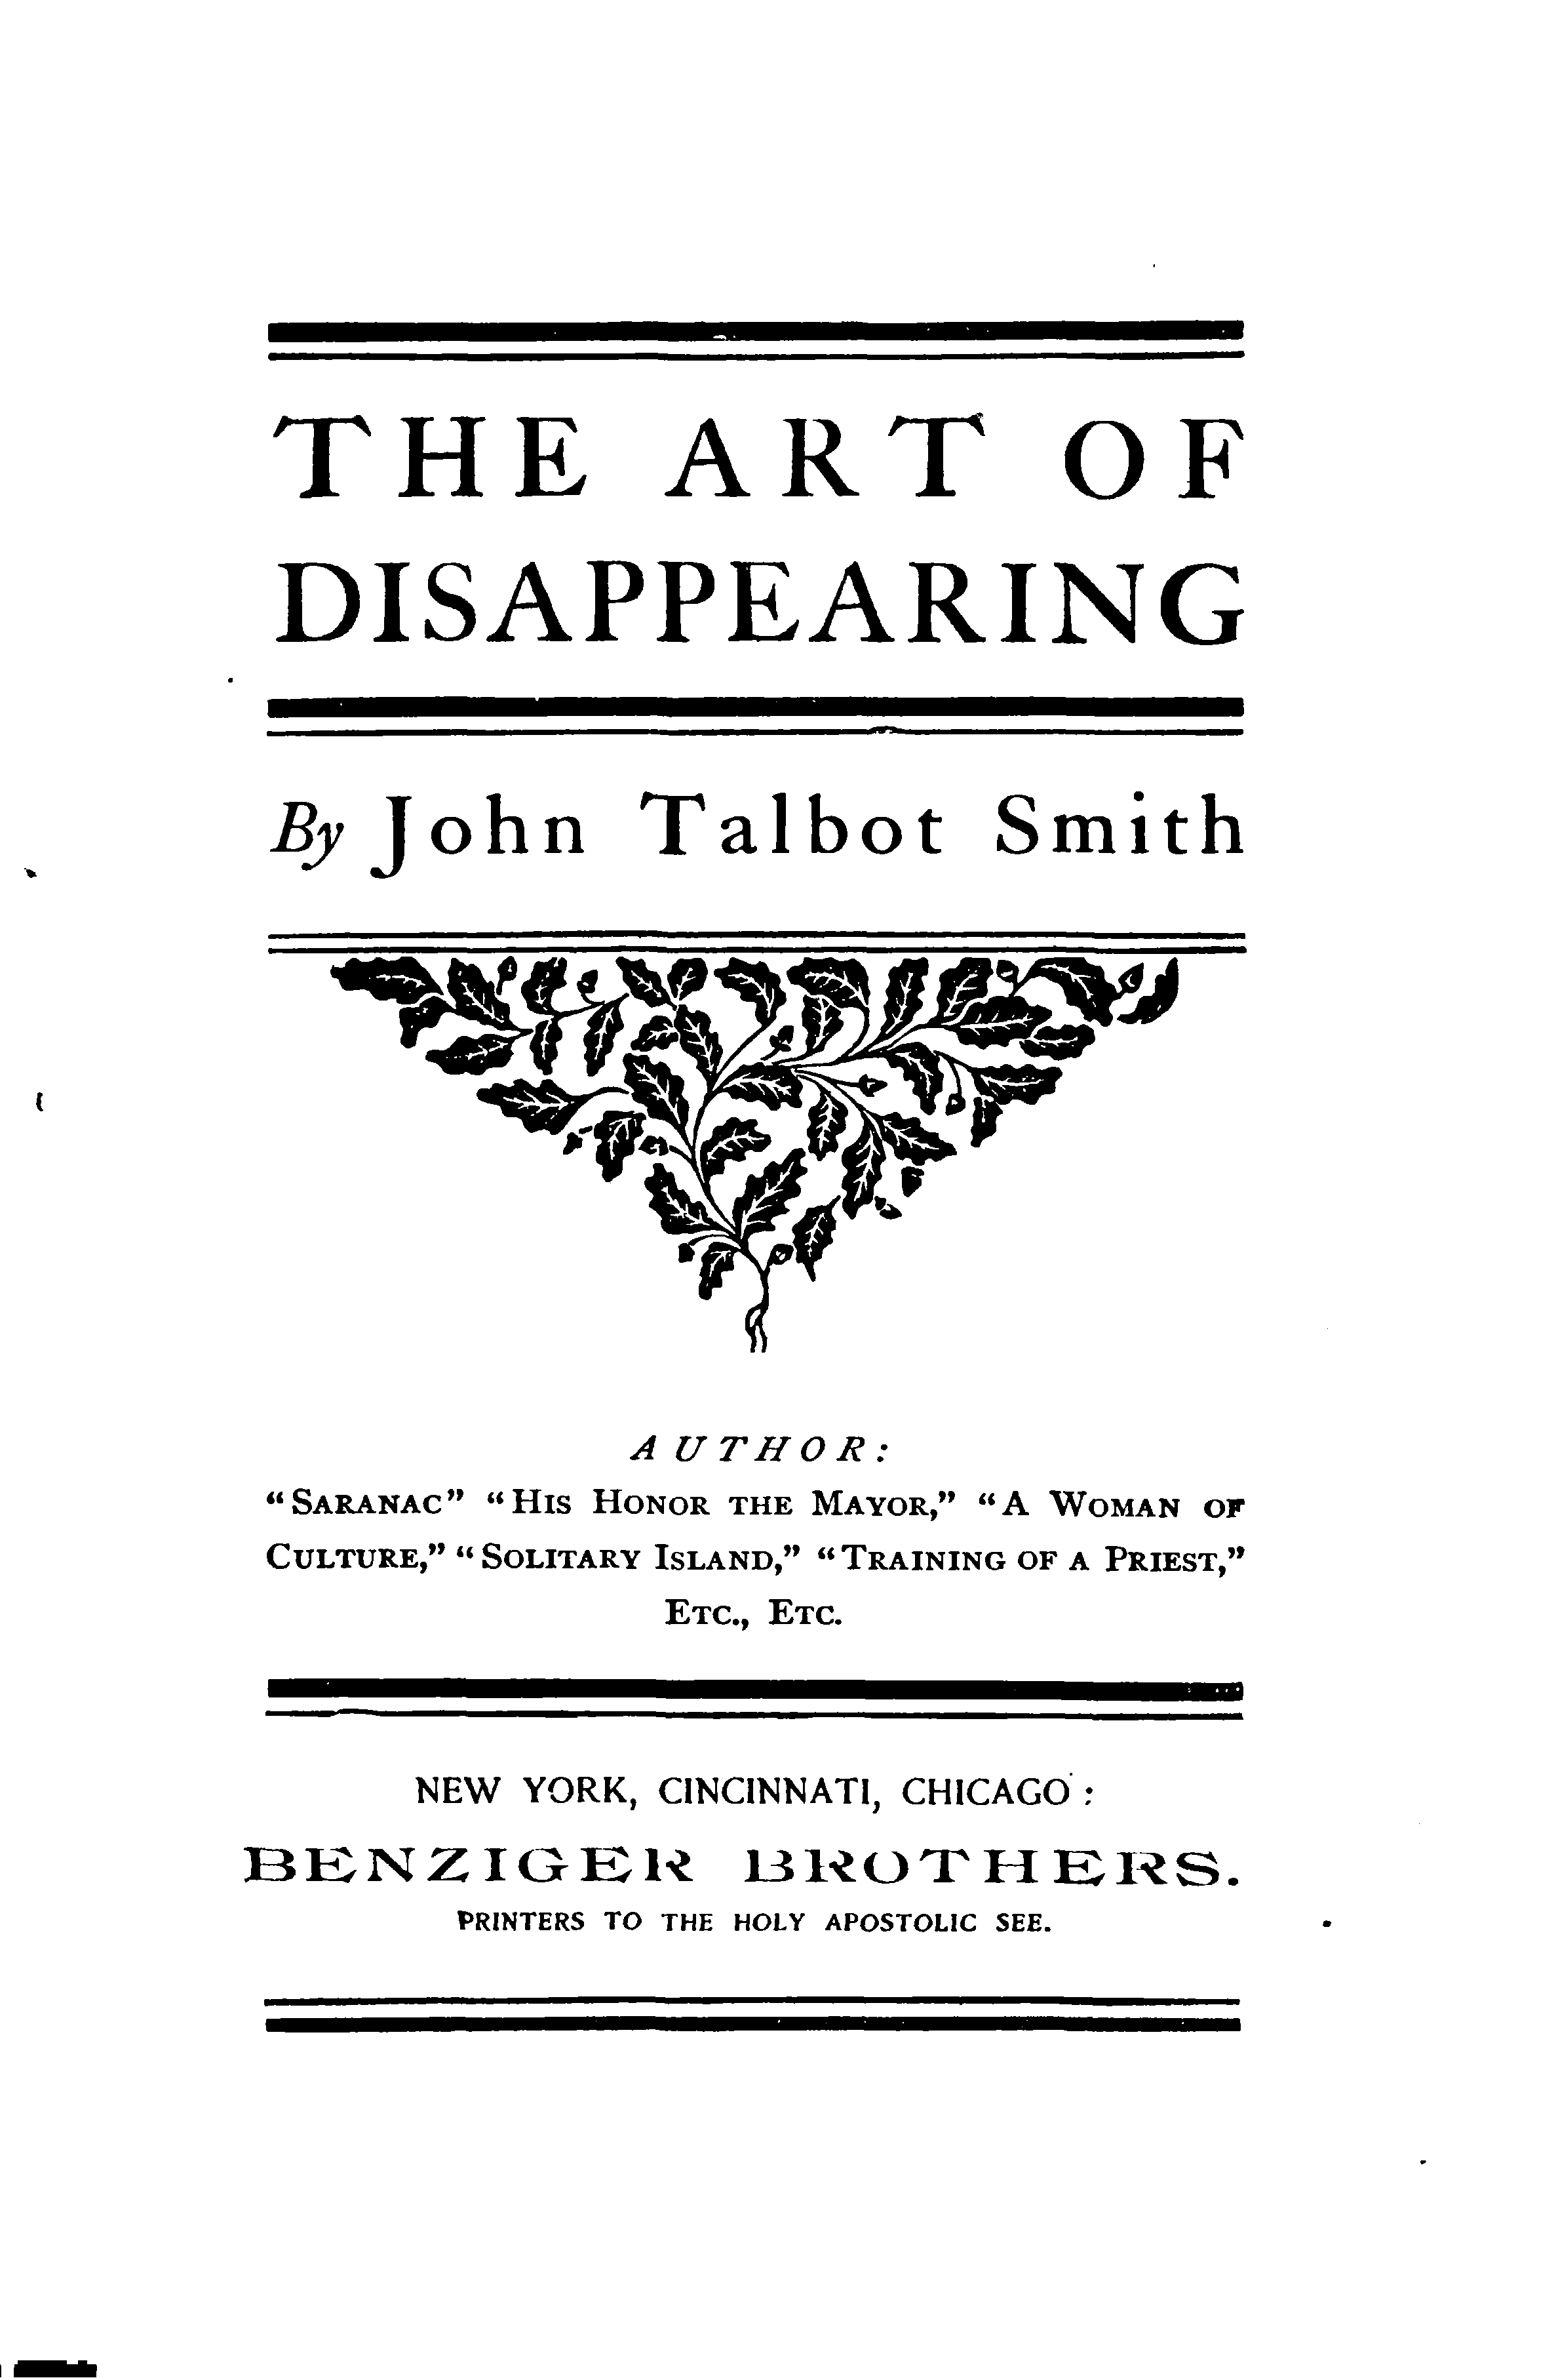 THE ART OF
DISAPPEARING
By John Talbot Smith
AUTHOR:
“SARANAC” “HIS HONOR THE MAYOR,” “A WOMAN OF
CULTURE,” “SOLITARY ISLAND,” “TRAINING OF A PRIEST,”
ETC., ETC.
NEW YORK, CINCINNATI, CHICAGO:
BENZIGER BROTHERS.
PRINTERS TO THE HOLY APOSTOLIC SEE.